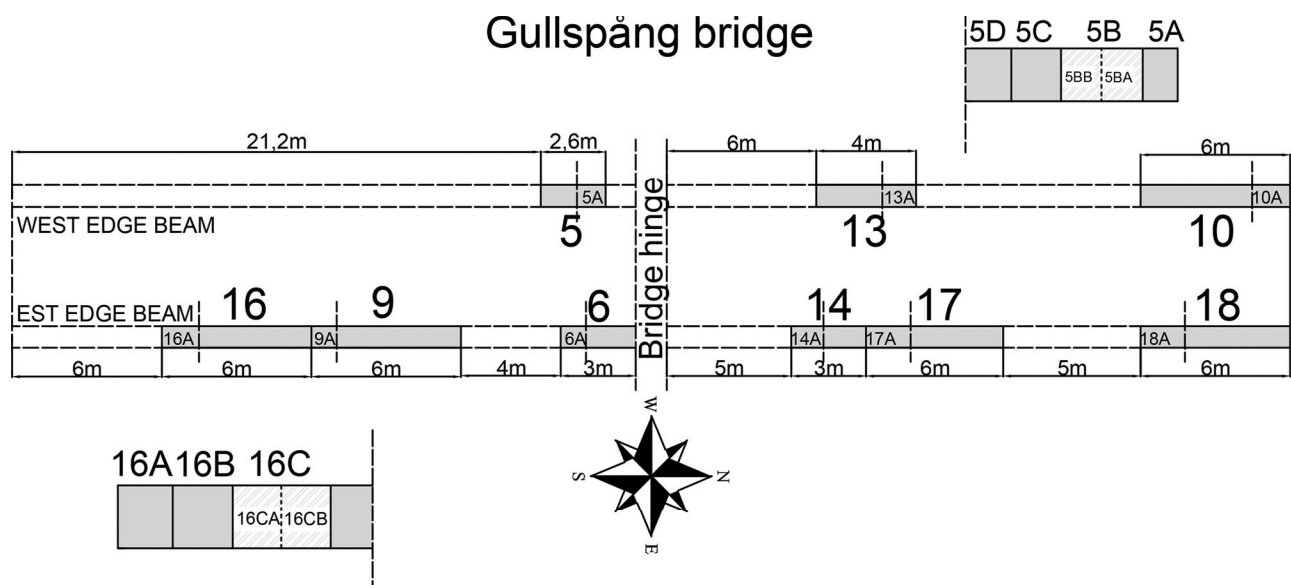 Gullspång bridge
5D 5C 5B 5A
5BB 5BA
21,2m 2,6m 6m 4m 6m
5A 13A 10A
WEST EDGE BEAM
5 13 10
Bridge hinge
EST EDGE BEAM
16 9 6 14 17 18
16A 9A 6A 14A 17A 18A
6m 6m 6m 4m 3m 5m 3m 6m 5m 6m
W
S N
E
16A 16B 16C
16CA 16CB